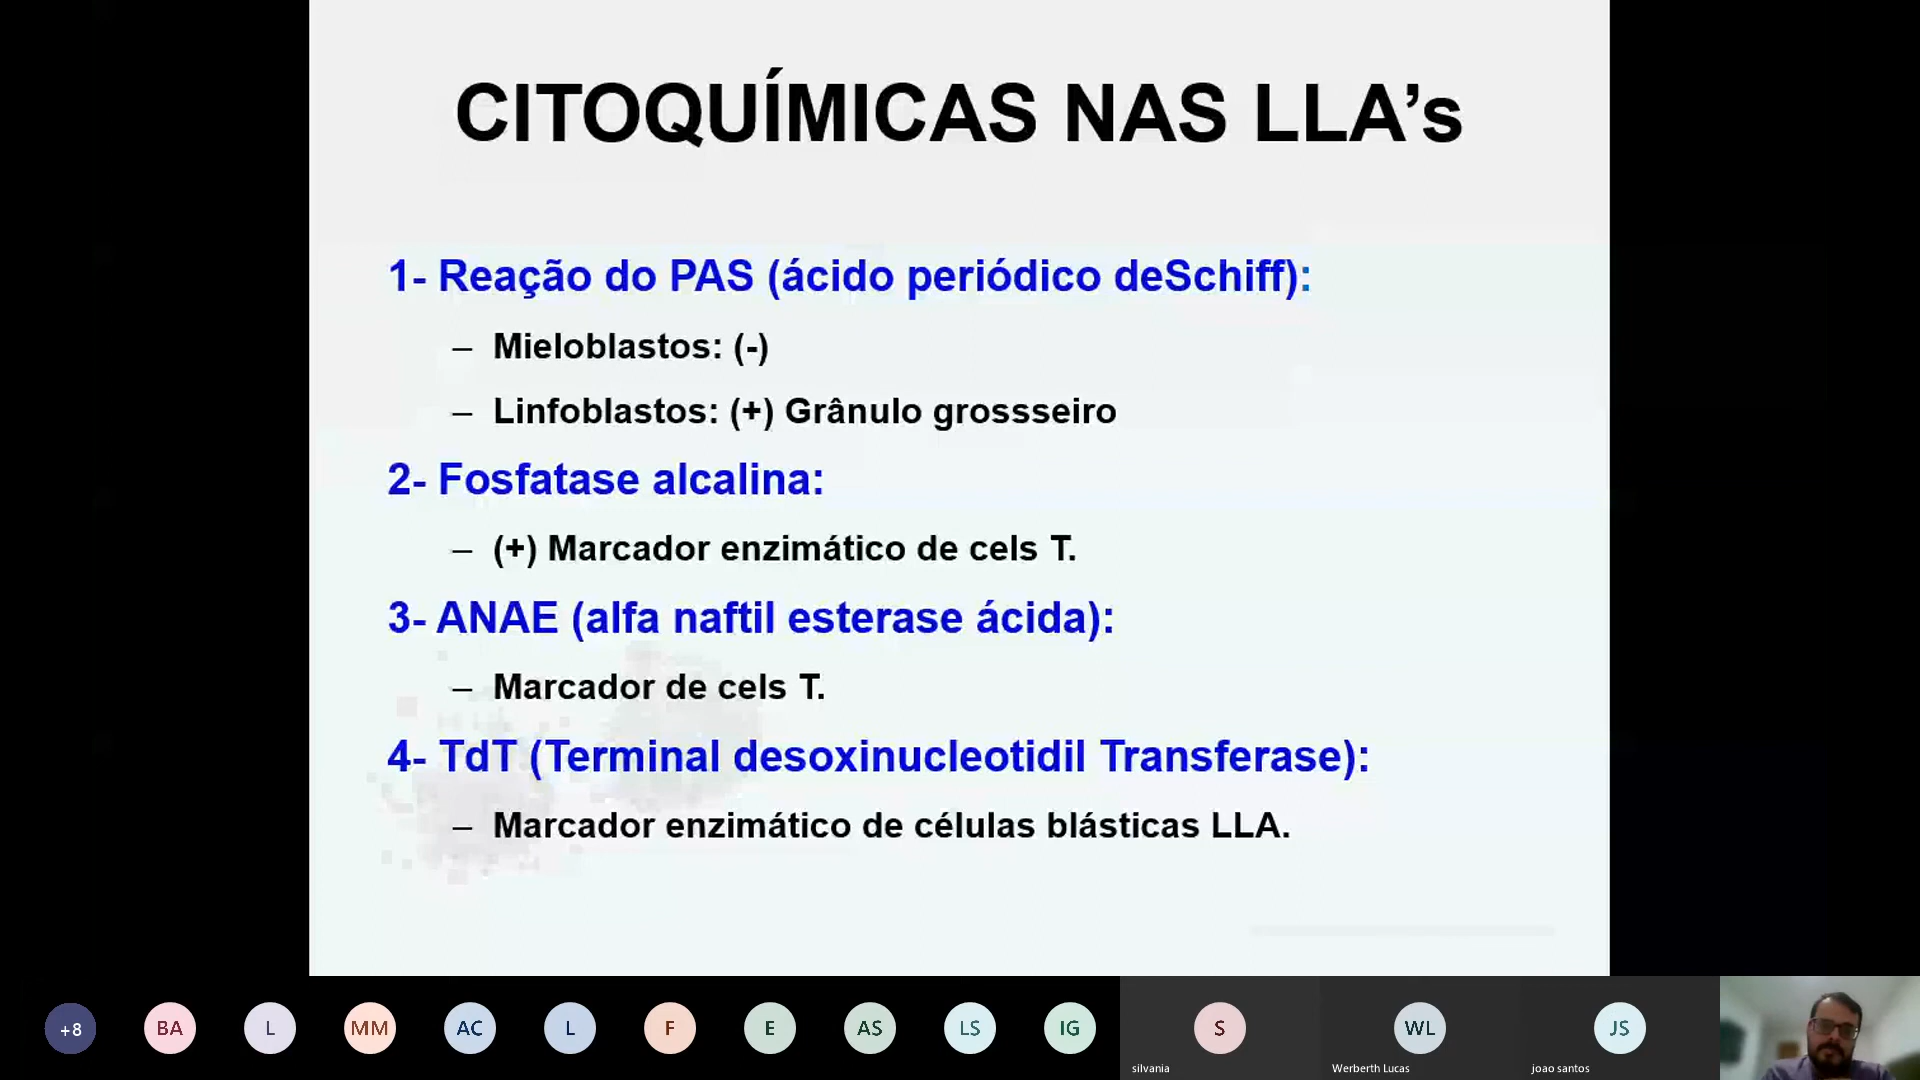 CITOQUÍMICAS NAS LLA’s
1- Reação do PAS (ácido periódico deSchiff):
– Mieloblastos: (-)
– Linfoblastos: (+) Grânulo grossseiro
2- Fosfatase alcalina:
– (+) Marcador enzimático de cels T.
3- ANAE (alfa naftil esterase ácida):
– Marcador de cels T.
4- TdT (Terminal desoxinucleotidil Transferase):
– Marcador enzimático de células blásticas LLA.
+8 BA L MM AC L F E AS LS IG S WL JS
silvania Werberth Lucas joao santos